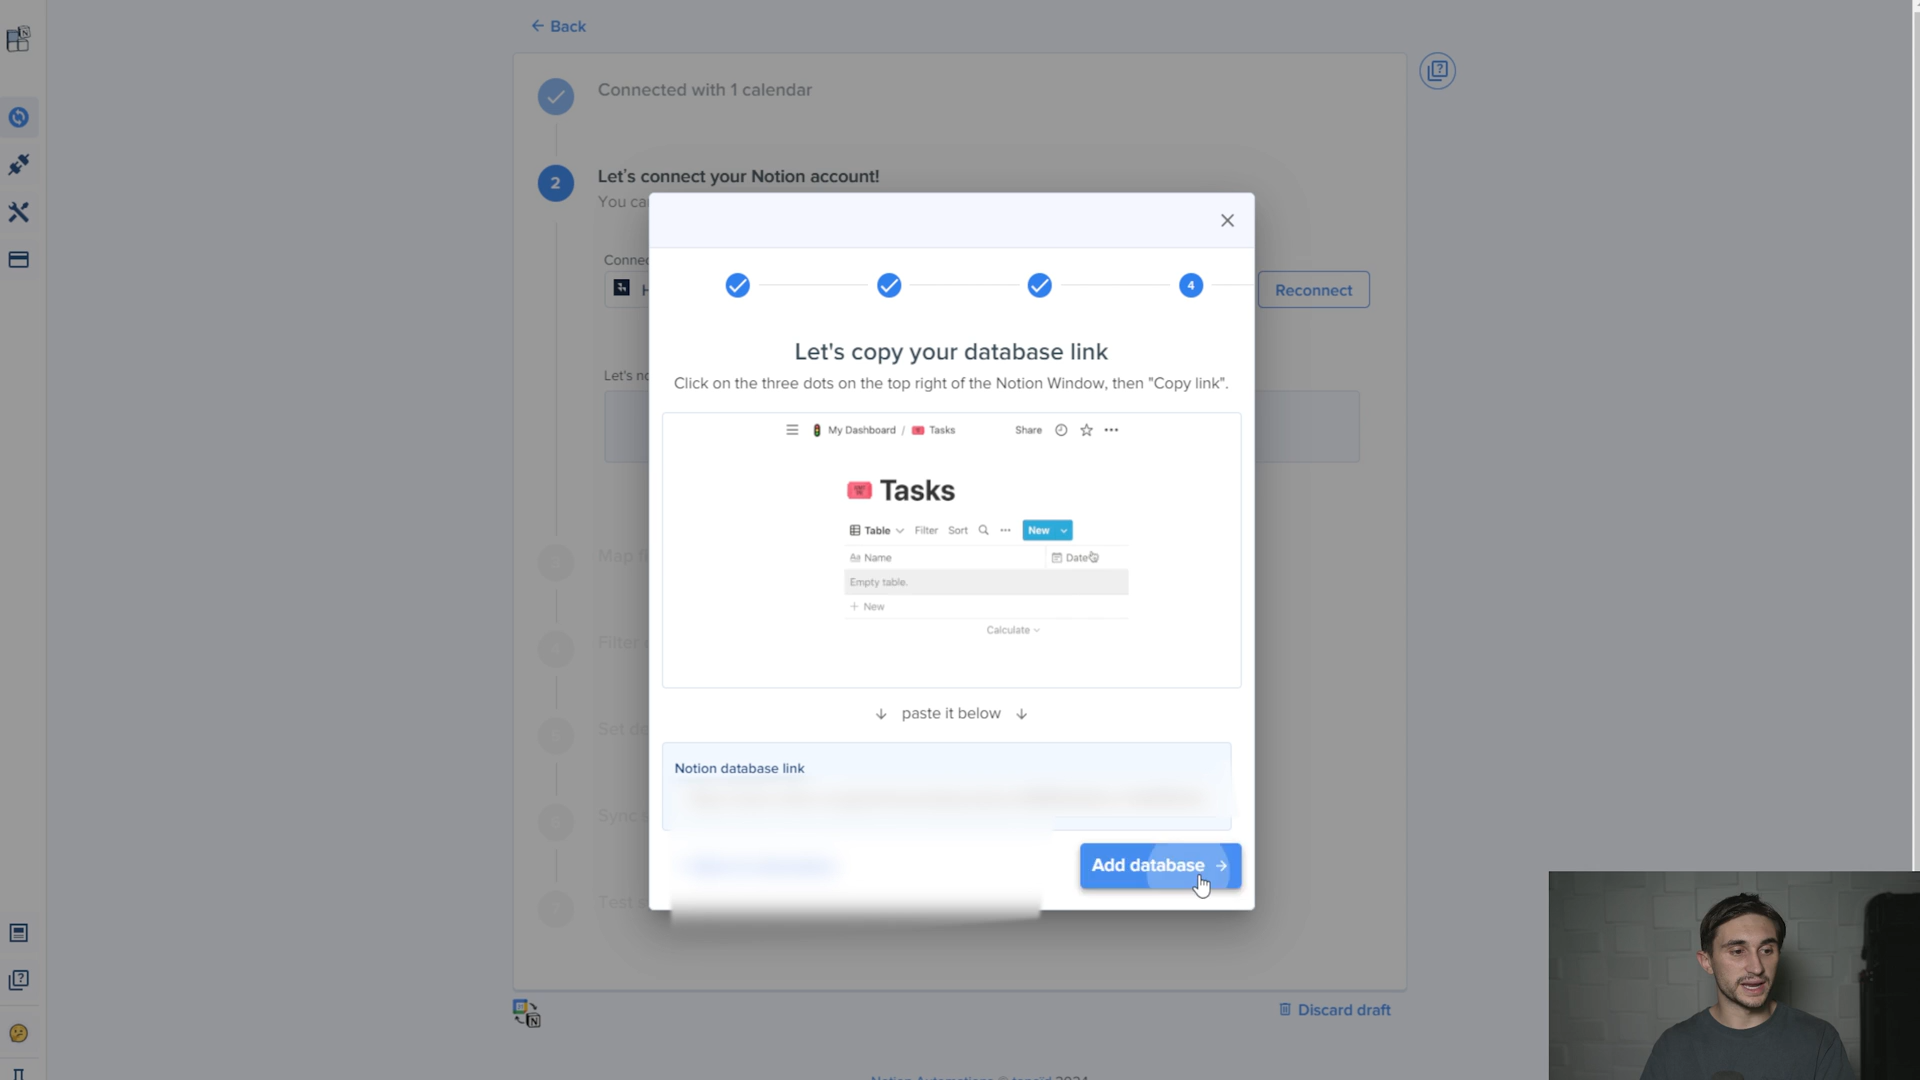 Back
Connected with 1 calendar
2
Let's connect your Notion account!
You ca
Connec
H
Reconnect
4
Let's copy your database link
Click on the three dots on the top right of the Notion Window, then "Copy link".
Let's no
My Dashboard / Tasks
Share
Tasks
Table Filter Sort New
Aa Name Date
Empty table.
+ New
Calculate
Map f
Filter
Set de
Sync s
Test s
paste it below
Notion database link
Add database
Discard draft